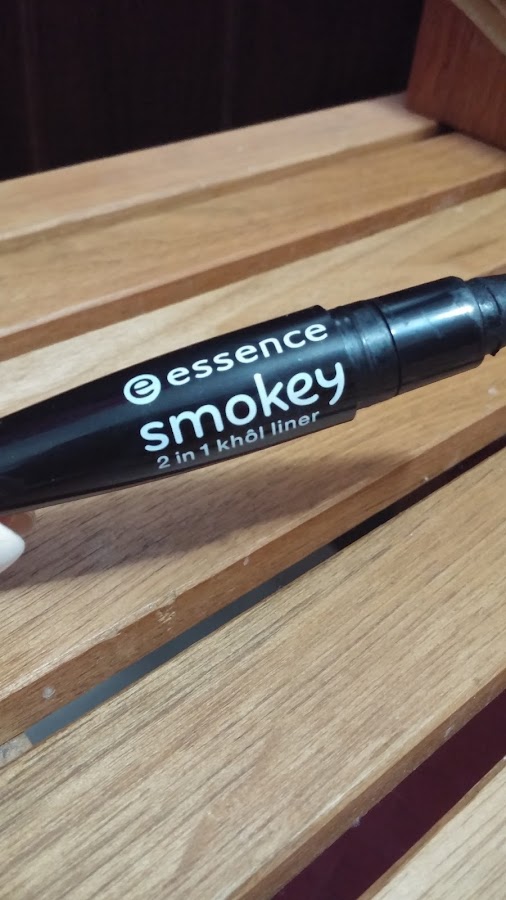 essence
smokey
2 in 1 khôl liner